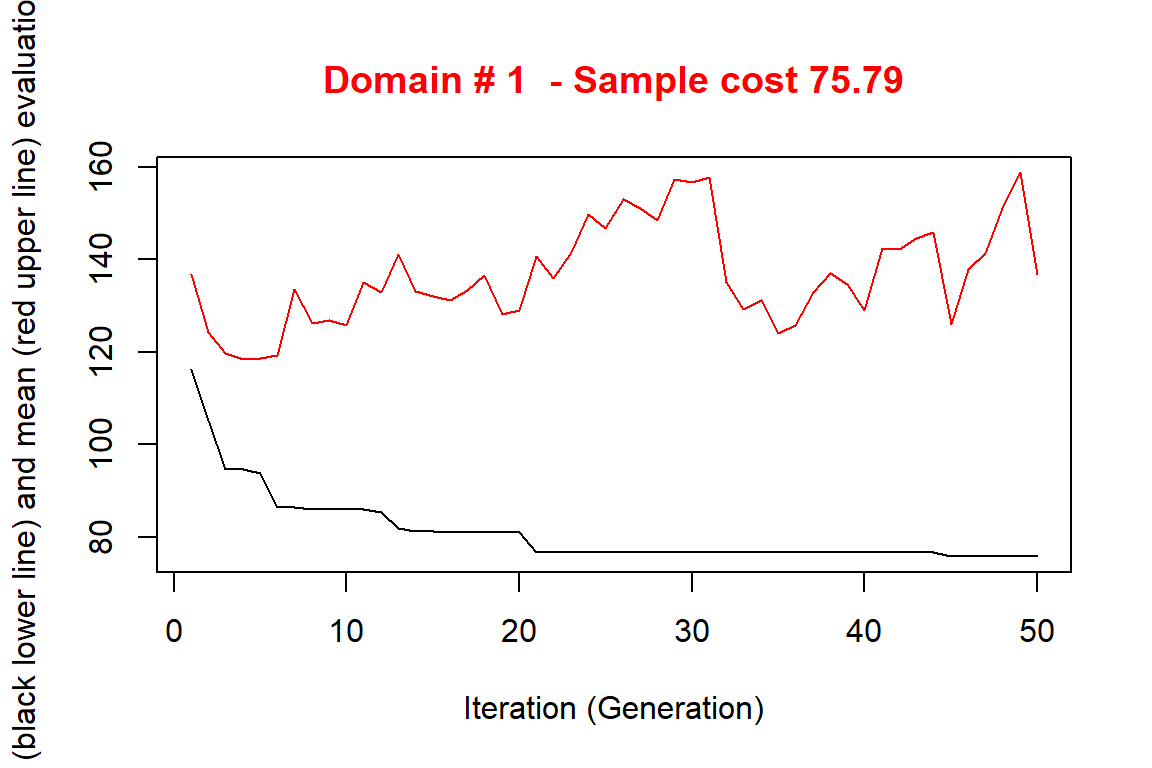 Domain # 1  - Sample cost 75.79
(black lower line) and mean (red upper line) evaluatio
160
140
120
100
80
0 10 20 30 40 50
Iteration (Generation)